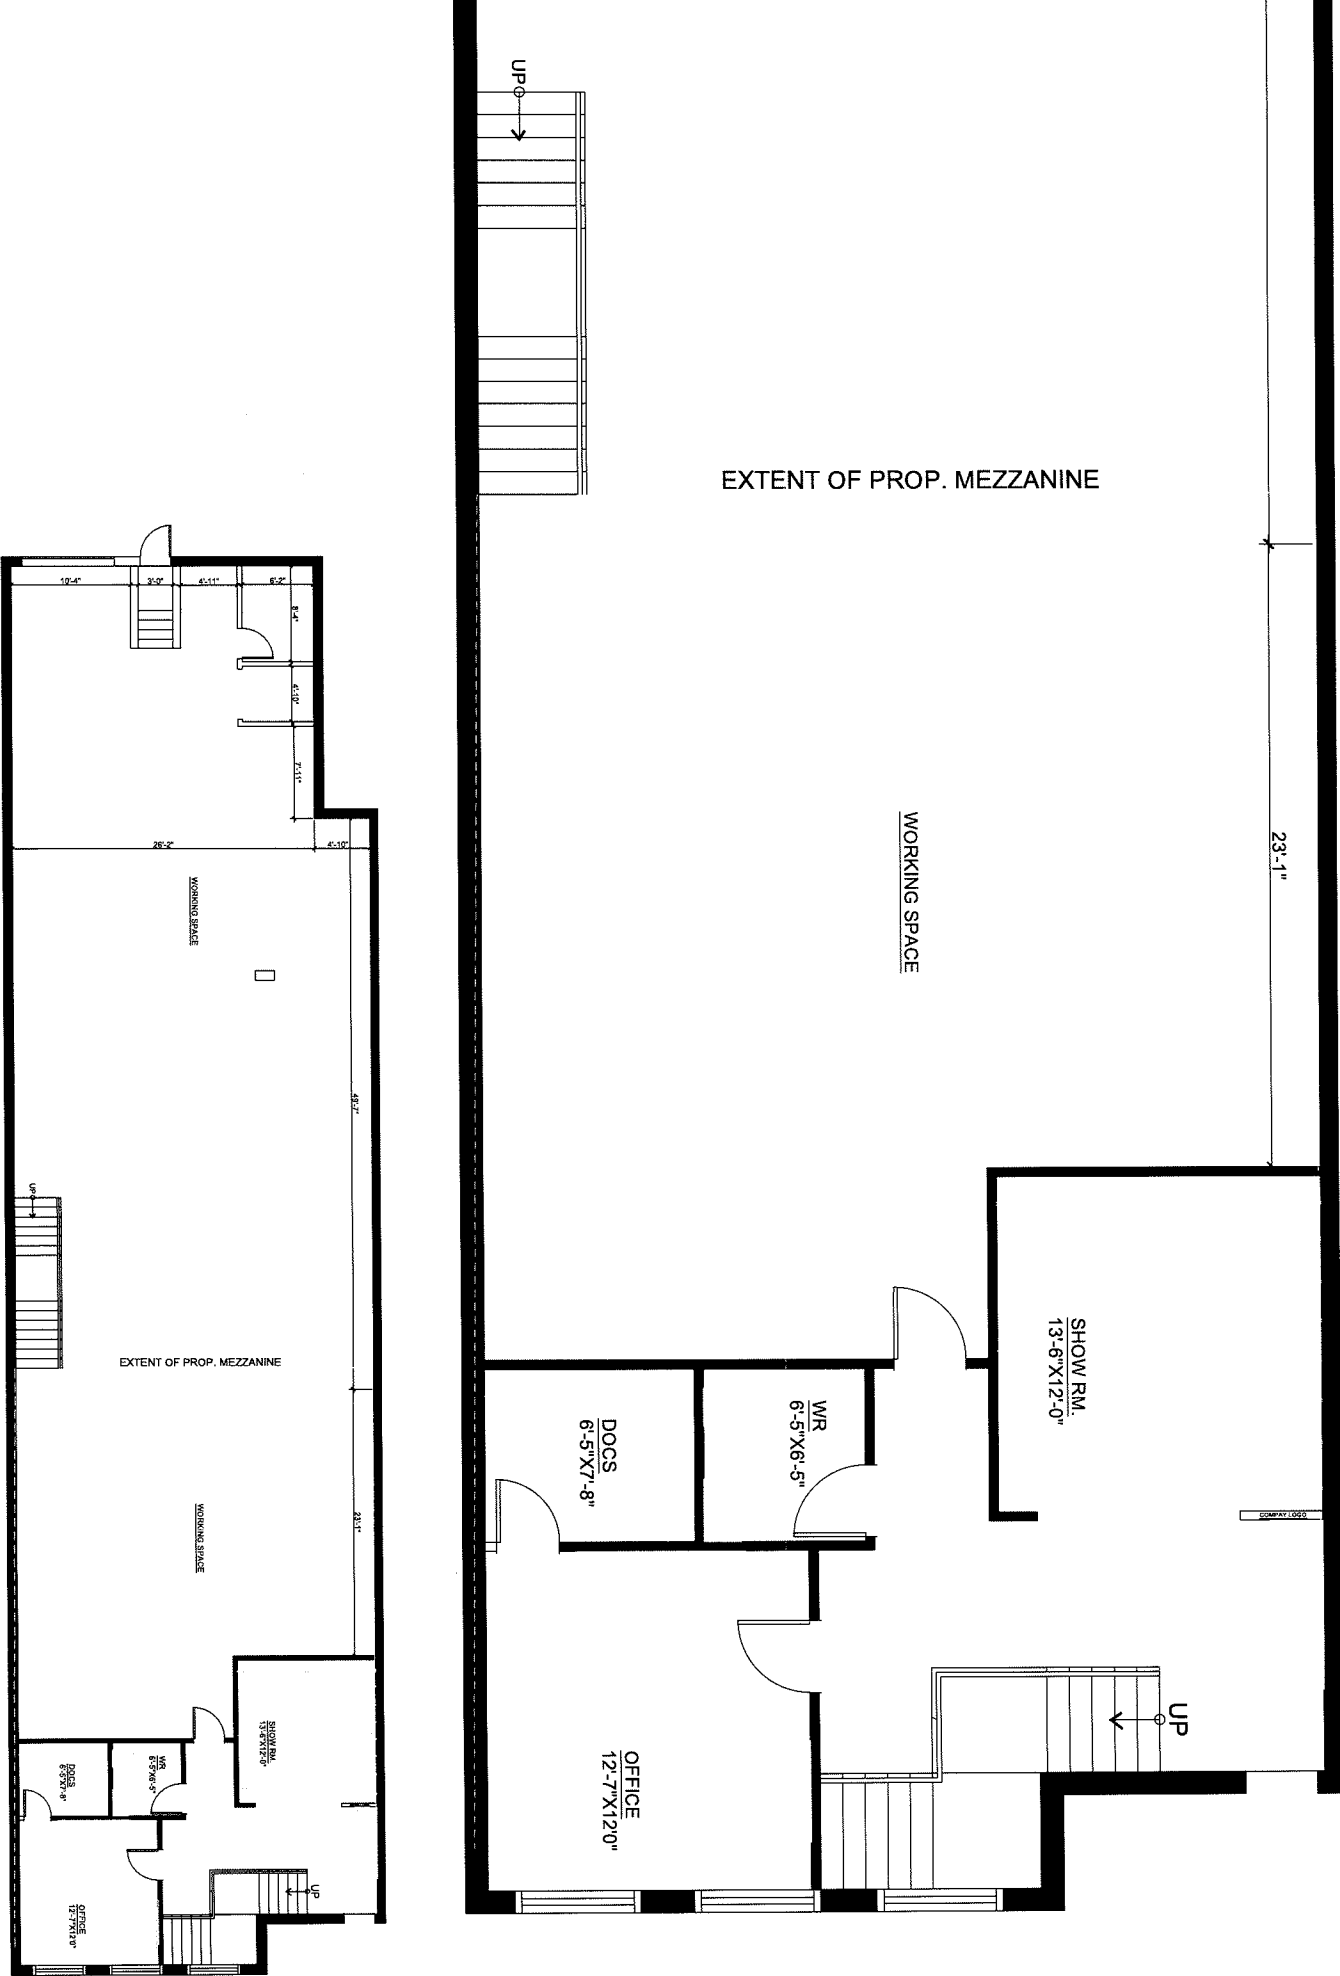 UP
EXTENT OF PROP. MEZZANINE
WORKING SPACE
23'-1"
SHOW RM.
13'-6"X12'-0"
WR
6'-5"X6'-5"
DOCS
6'-5"X7'-8"
COMPAY LOGO
UP
OFFICE
12'-7"X12'0"
10'-4"
3'-0"
4'-11"
6'-2"
8'-4"
4'-10"
7'-11"
26'-2"
4'-10"
WORKING SPACE
49'-7"
UP
EXTENT OF PROP. MEZZANINE
WORKING SPACE
23'-1"
SHOW RM.
13'-6"X12'-0"
WR
6'-5"X6'-5"
DOCS
6'-5"X7'-8"
UP
OFFICE
12'-7"X12'0"